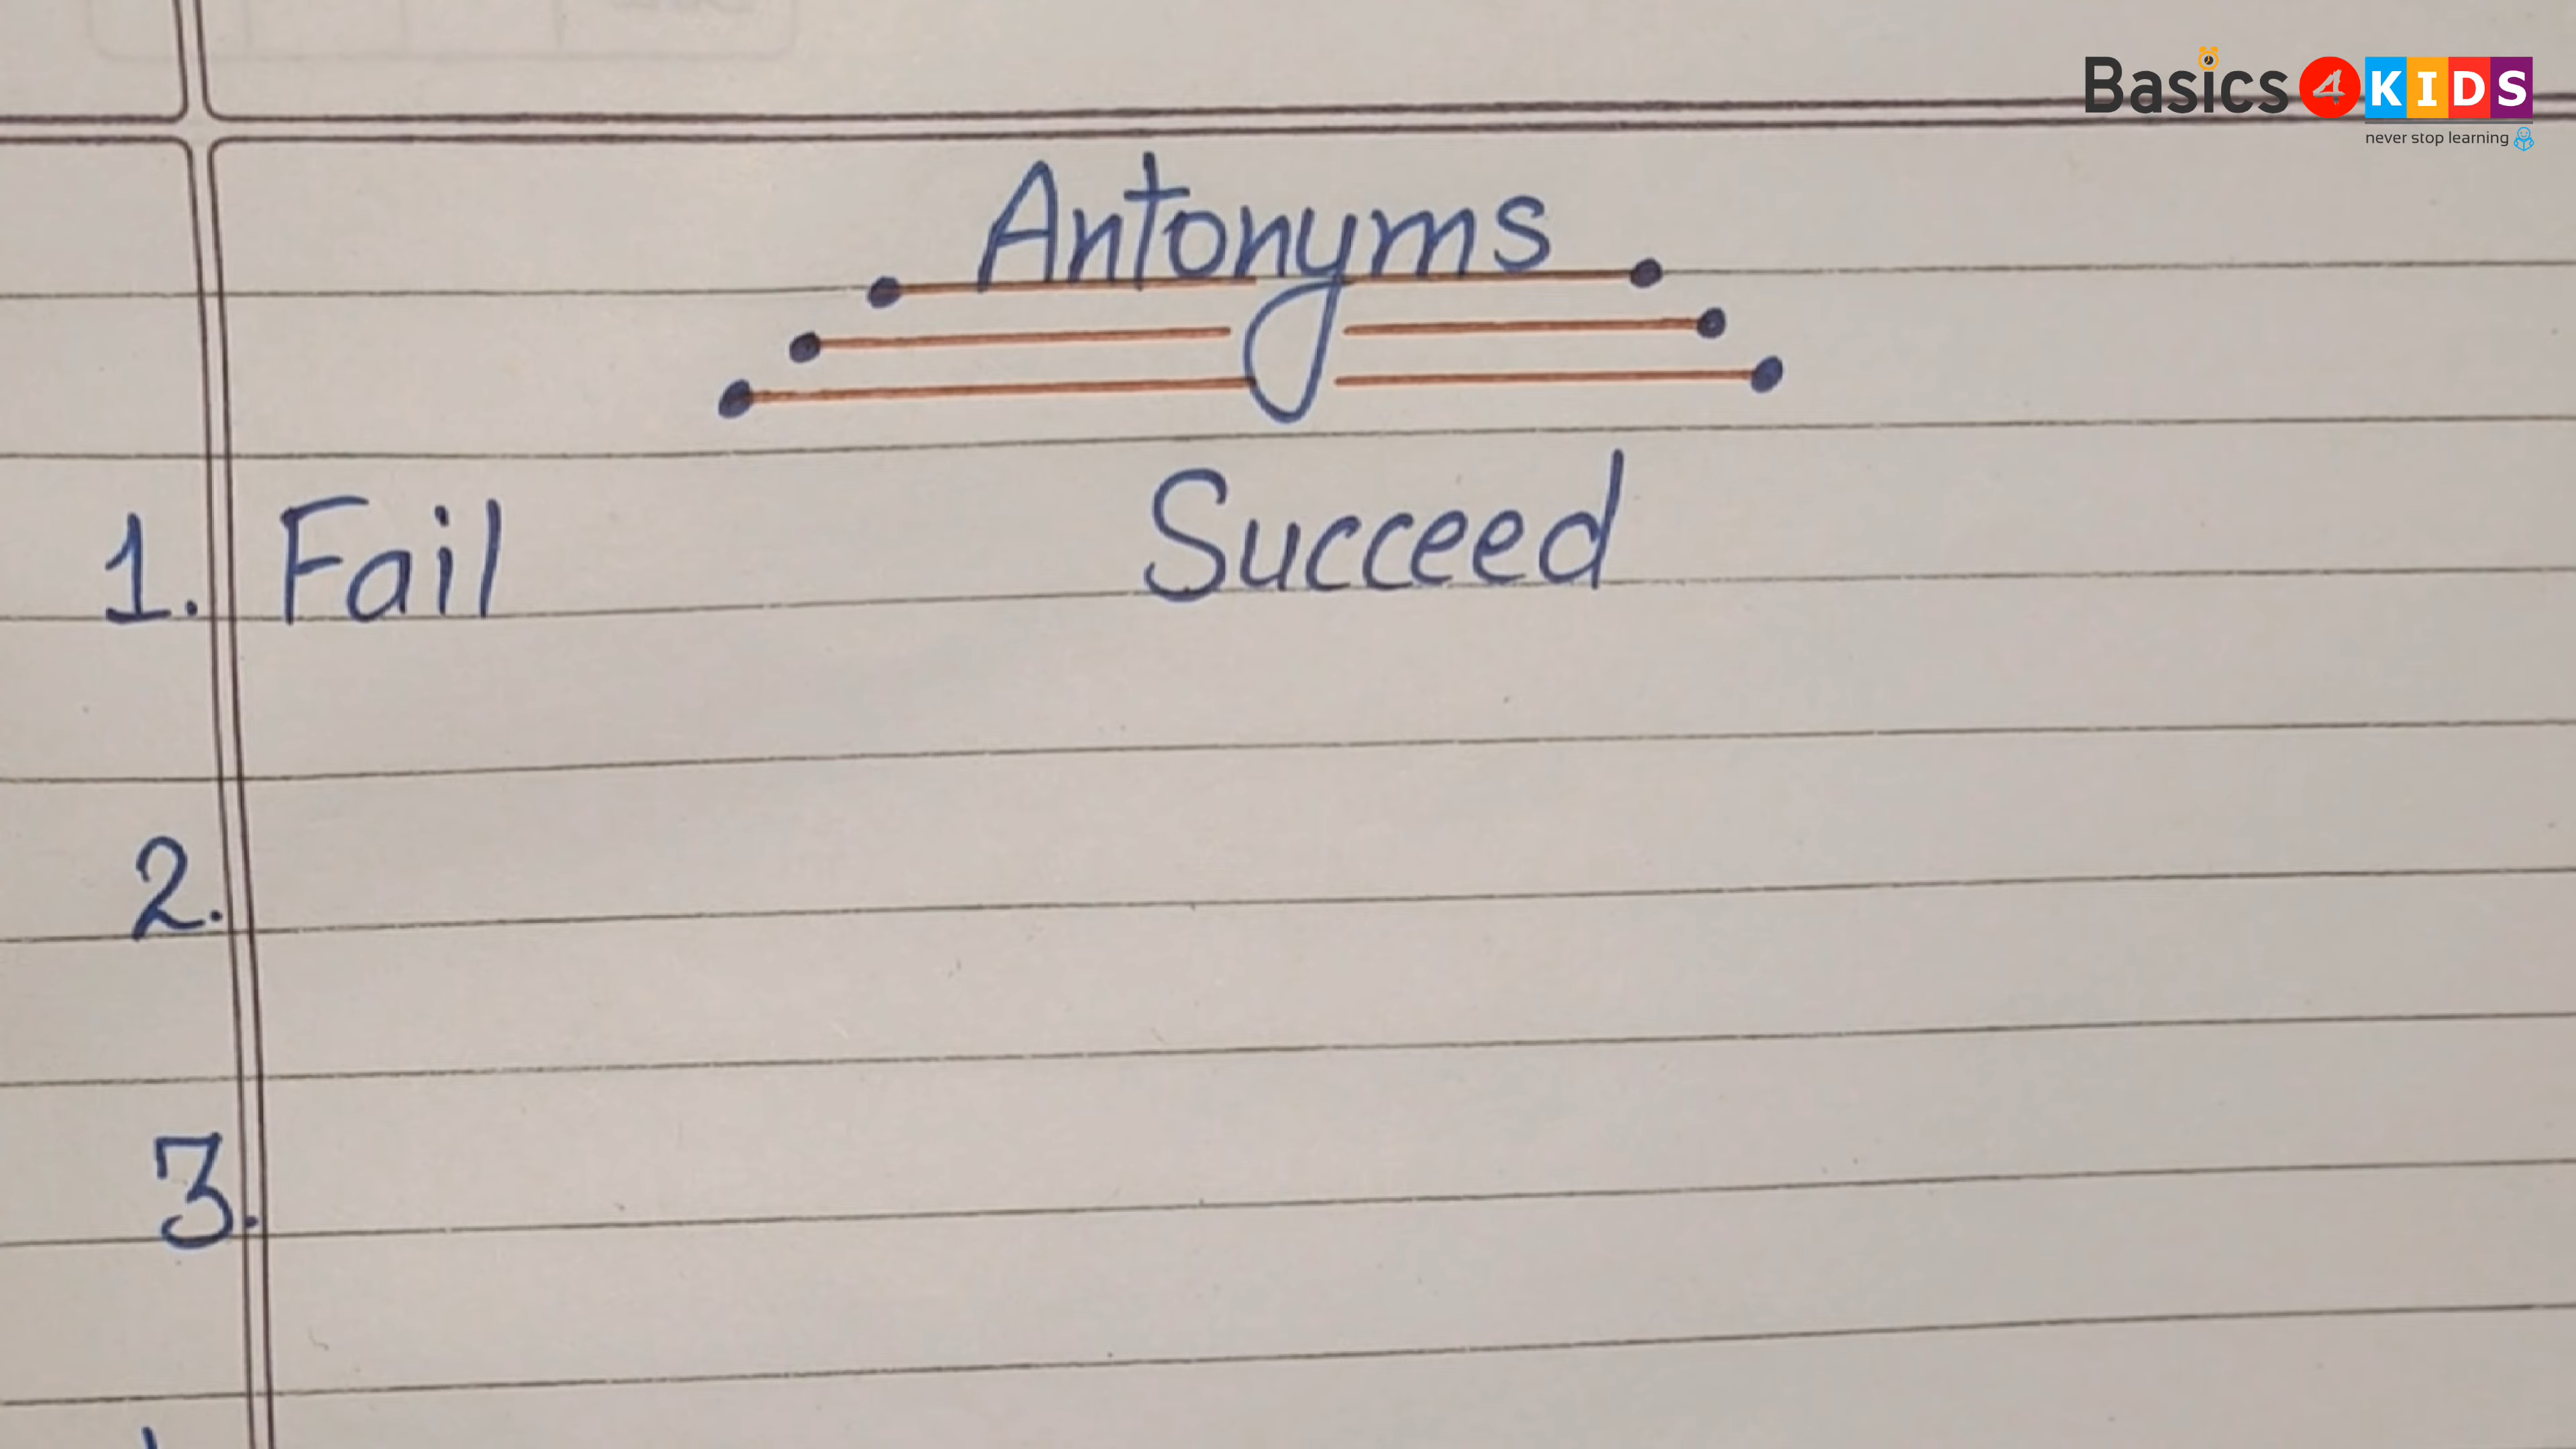 Basics 4 KIDS
never stop learning
Antonyms
1. Fail Succeed
2.
3.